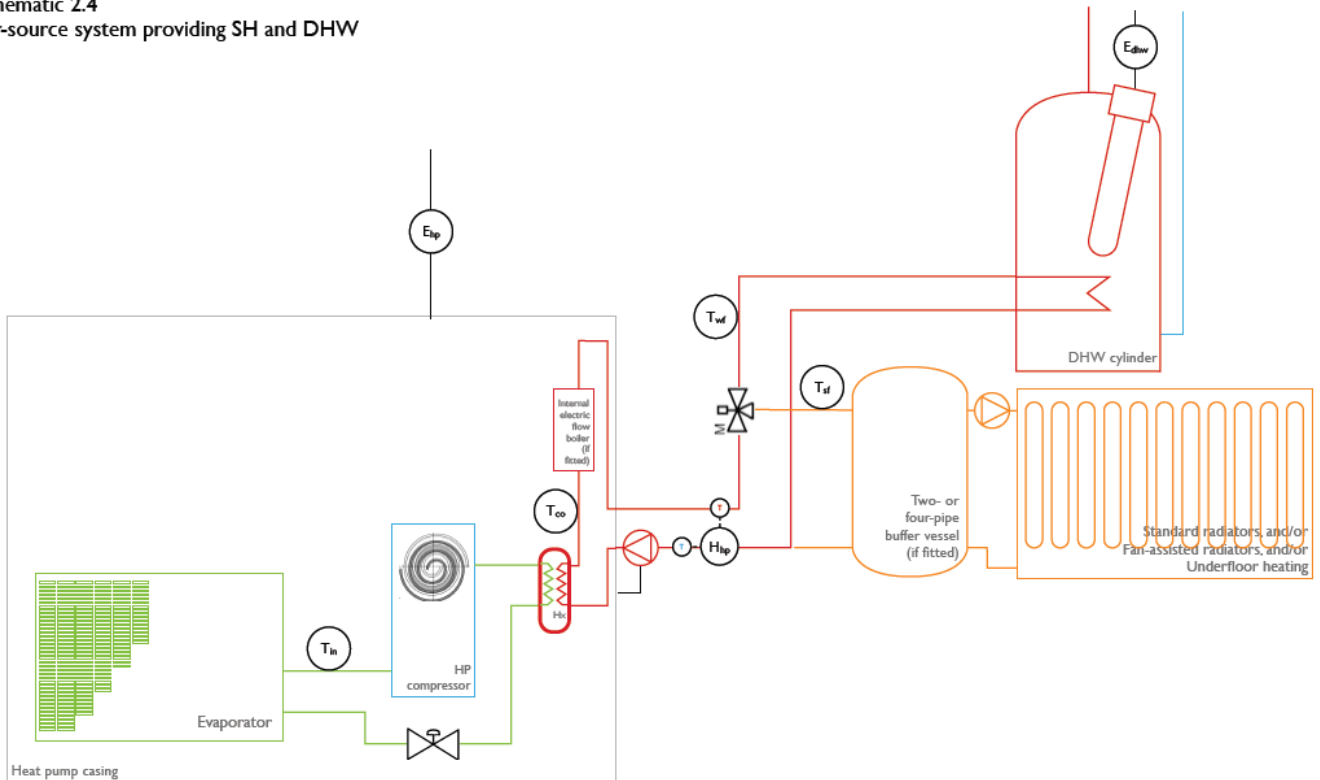 hematic 2.4
r-source system providing SH and DHW
Edhw
Ehp
Twf
DHW cylinder
Tsf
Internal
electric
flow
boiler
(if
fitted)
M
Tco
T
T
Hhp
Two- or
four-pipe
buffer vessel
(if fitted)
Standard radiators, and/or
Fan-assisted radiators, and/or
Underfloor heating
Hx
Tin
HP
compressor
Evaporator
Heat pump casing